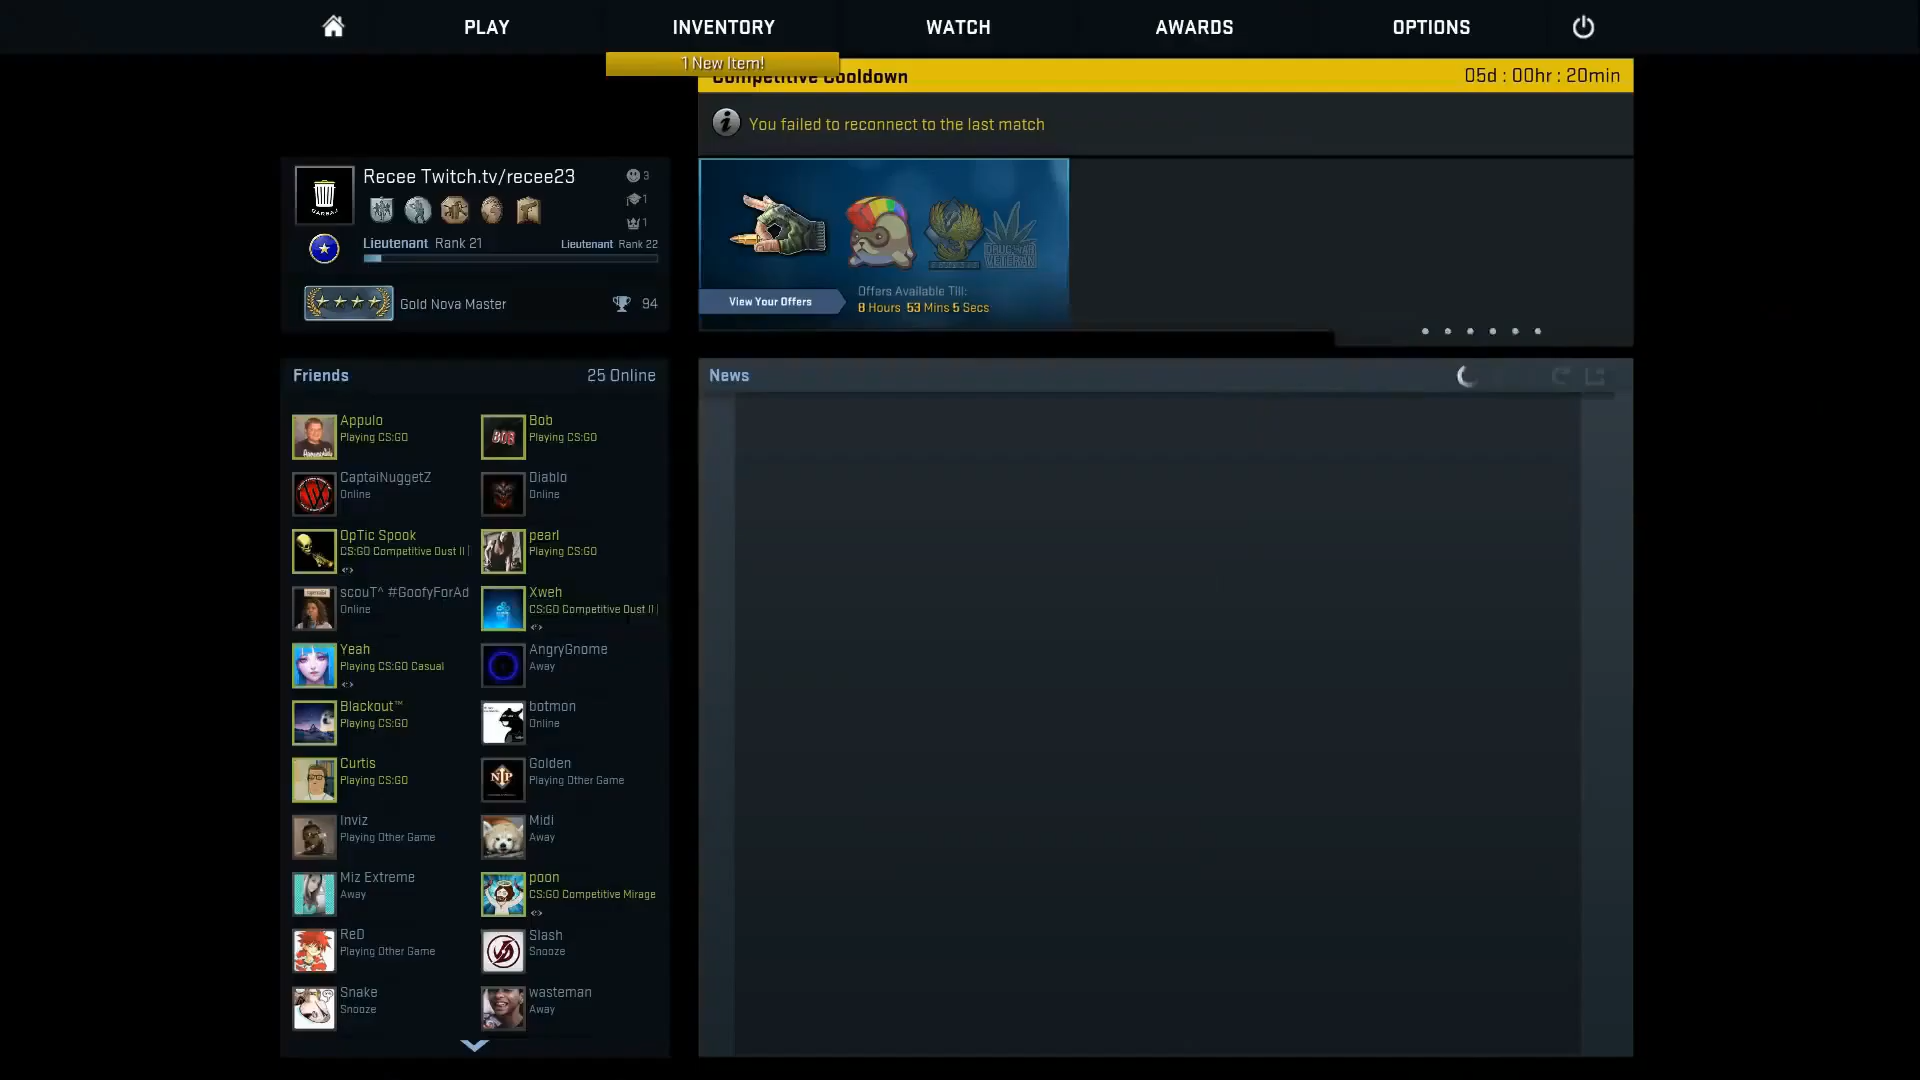 PLAY
INVENTORY
WATCH
AWARDS
OPTIONS
1 New Item!
Competitive Cooldown
05d : 00hr : 20min
You failed to reconnect to the last match
Recee Twitch.tv/recee23
3
1
1
Lieutenant Rank 21
Lieutenant Rank 22
Gold Nova Master
94
DRUG WAR
VETERAN
View Your Offers
Offers Available Till:
8 Hours 53 Mins 5 Secs
Friends
25 Online
News
Appulo
Playing CS:GO
Bob
Playing CS:GO
BOB
CaptaiNuggetZ
Online
Diablo
Online
OpTic Spook
CS:GO Competitive Dust II
pearl
Playing CS:GO
scouT^ #GoofyForAd
Online
Xweh
CS:GO Competitive Dust II
Yeah
Playing CS:GO Casual
AngryGnome
Away
Blackout™
Playing CS:GO
botmon
Online
Curtis
Playing CS:GO
Golden
Playing Other Game
Inviz
Playing Other Game
Midi
Away
Miz Extreme
Away
poon
CS:GO Competitive Mirage
ReD
Playing Other Game
Slash
Snooze
Snake
Snooze
wasteman
Away